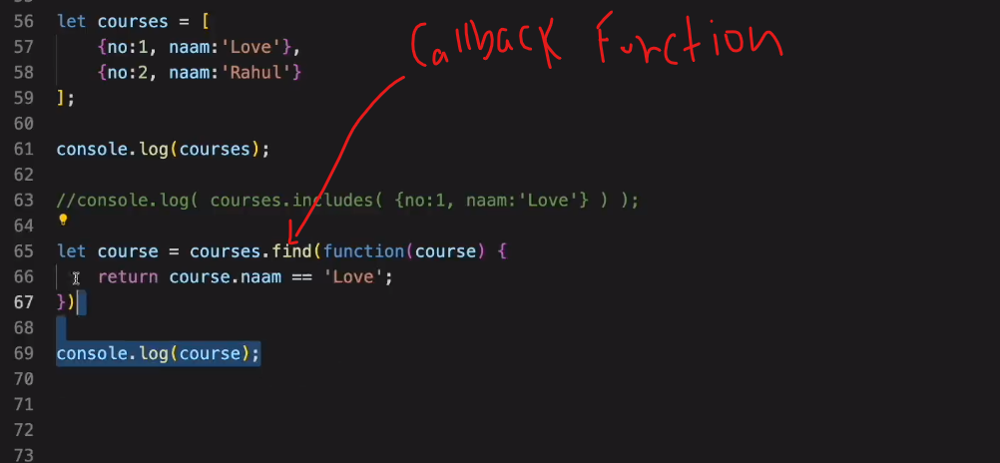 56 let courses = [
Callback Function
57 {no:1, naam:'Love'},
58 {no:2, naam:'Rahul'}
59 ];
60
61 console.log(courses);
62
63 //console.log( courses.includes( {no:1, naam:'Love'} ) );
64
65 let course = courses.find(function(course) {
66 return course.naam == 'Love';
67 })
68
69 console.log(course);
70
71
72
73